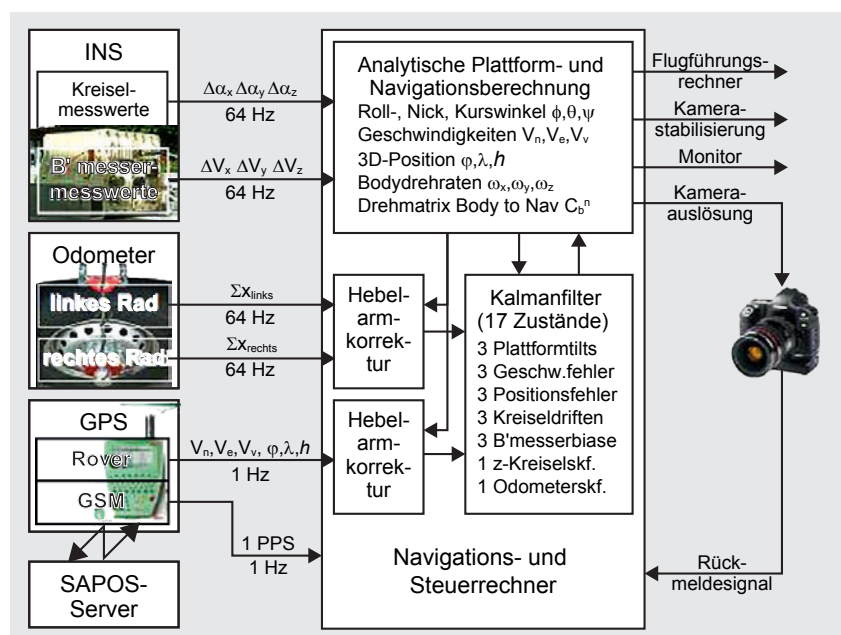 INS
Kreisel-
messwerte
B' messer-
messwerte
Δαx Δαy Δαz
64 Hz
ΔVx ΔVy ΔVz
64 Hz
Odometer
linkes Rad
rechtes Rad
Σxlinks
64 Hz
Σxrechts
64 Hz
GPS
Rover
GSM
Vn,Ve,Vv, φ,λ,h
1 Hz
1 PPS
1 Hz
SAPOS-
Server
Analytische Plattform- und
Navigationsberechnung
Roll-, Nick, Kurswinkel ϕ,θ,ψ
Geschwindigkeiten Vn,Ve,Vv
3D-Position φ,λ,h
Bodydrehraten ωx,ωy,ωz
Drehmatrix Body to Nav Cbn
Hebel-
arm-
korrek-
tur
Hebel-
arm-
korrek-
tur
Kalmanfilter
(17 Zustände)
3 Plattformtilts
3 Geschw.fehler
3 Positionsfehler
3 Kreiseldriften
3 B'messerbiase
1 z-Kreiselskf.
1 Odometerskf.
Navigations- und
Steuerrechner
Flugführungs-
rechner
Kamera-
stabilisierung
Monitor
Kamera-
auslösung
Rück-
meldesignal